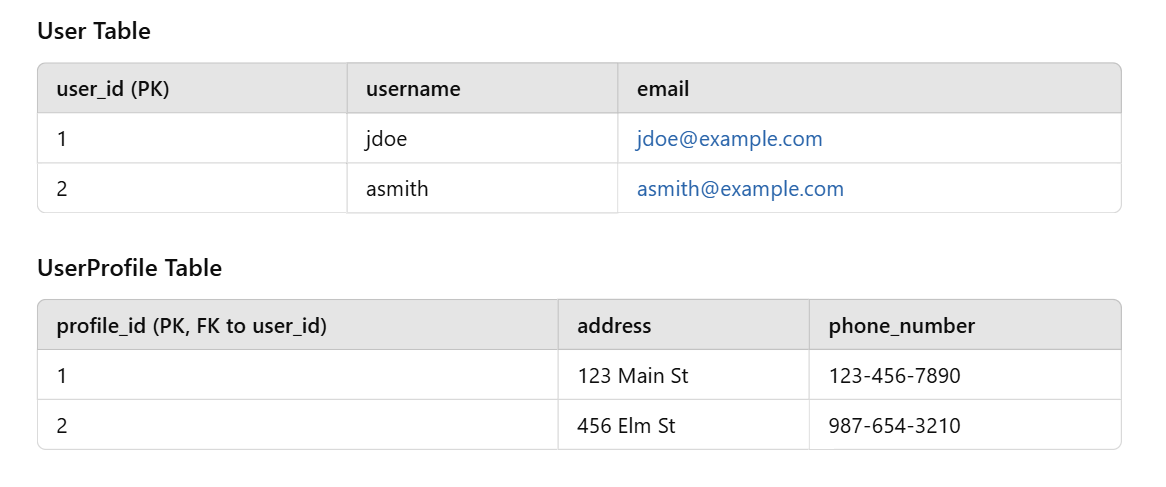 User Table
user_id (PK) username email
1 jdoe jdoe@example.com
2 asmith asmith@example.com
UserProfile Table
profile_id (PK, FK to user_id) address phone_number
1 123 Main St 123-456-7890
2 456 Elm St 987-654-3210